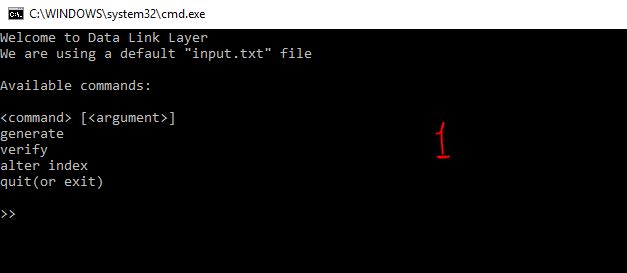 C:\WINDOWS\system32\cmd.exe
Welcome to Data Link Layer
We are using a default "input.txt" file
Available commands:
<command> [<argument>]
generate
verify
alter index
quit(or exit)
>>
1